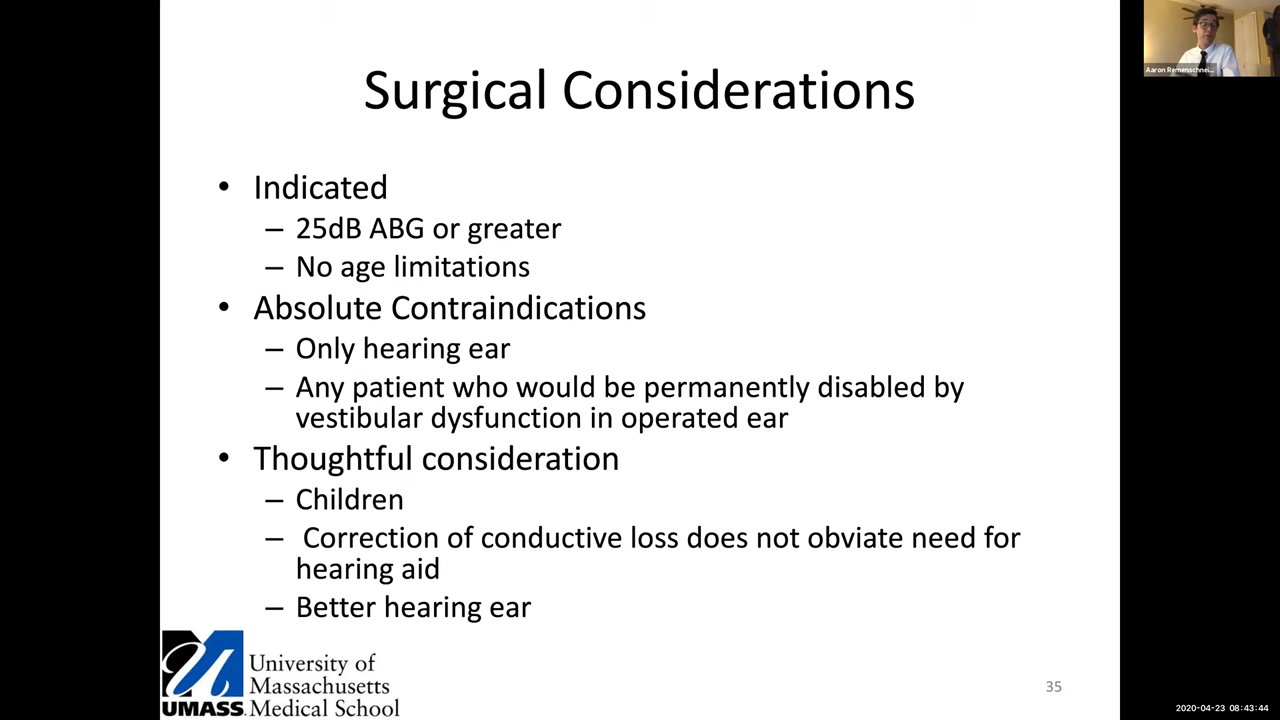 Surgical Considerations
• Indicated
– 25dB ABG or greater
– No age limitations
• Absolute Contraindications
– Only hearing ear
– Any patient who would be permanently disabled by
vestibular dysfunction in operated ear
• Thoughtful consideration
– Children
– Correction of conductive loss does not obviate need for
hearing aid
– Better hearing ear
UMASS
University of
Massachusetts
Medical School
35
Aaron Remenschnei...
2020-04-23 08:43:44